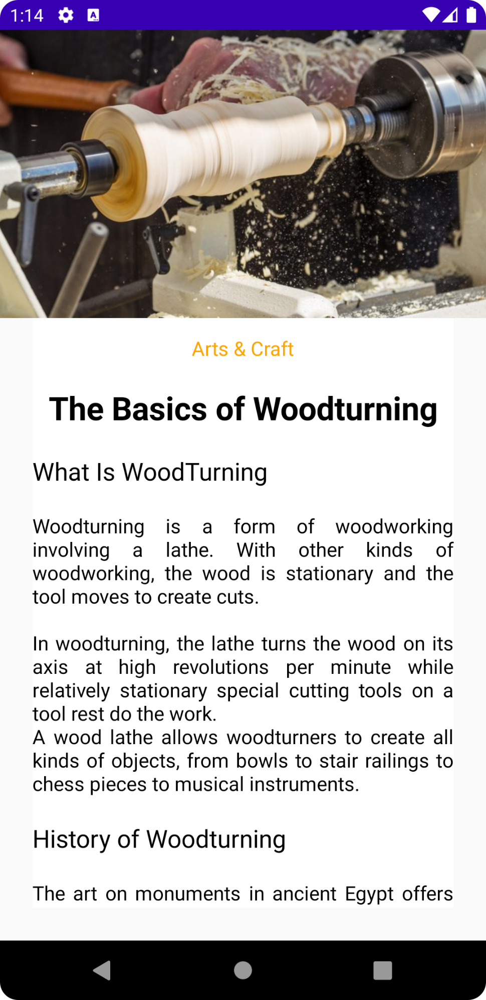 1:14
A
Arts & Craft
The Basics of Woodturning
What Is WoodTurning
Woodturning is a form of woodworking
involving a lathe. With other kinds of
woodworking, the wood is stationary and the
tool moves to create cuts.
In woodturning, the lathe turns the wood on its
axis at high revolutions per minute while
relatively stationary special cutting tools on a
tool rest do the work.
A wood lathe allows woodturners to create all
kinds of objects, from bowls to stair railings to
chess pieces to musical instruments.
History of Woodturning
The art on monuments in ancient Egypt offers